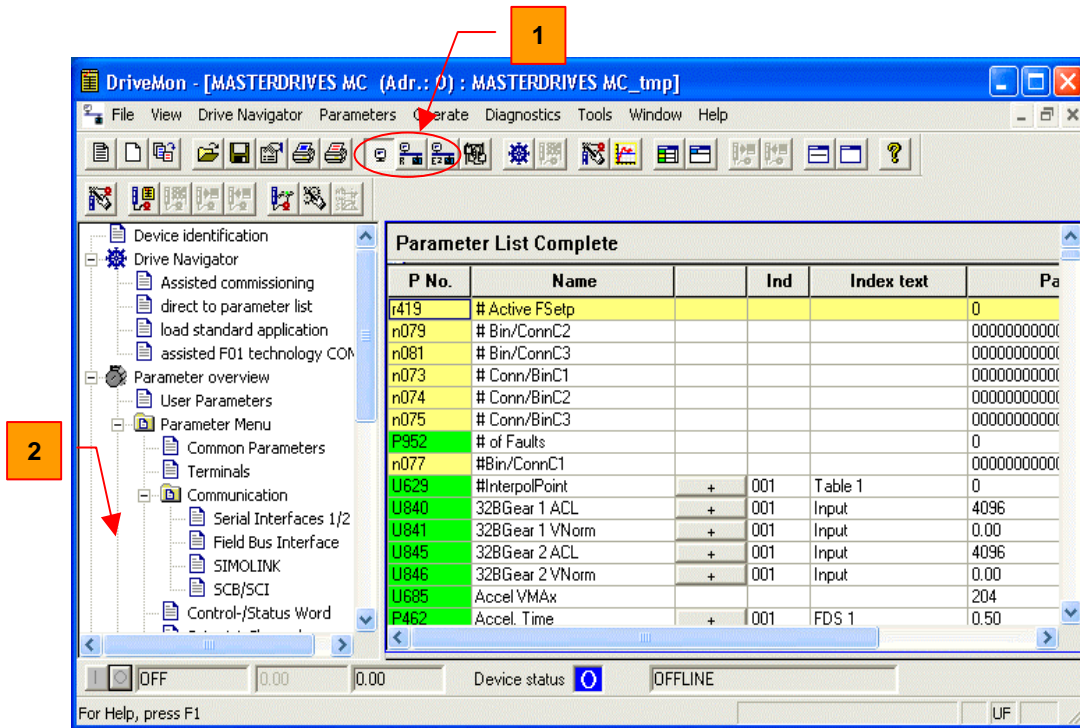 1
DriveMon - [MASTERDRIVES MC (Adr.: 0) : MASTERDRIVES MC_tmp]
File View Drive Navigator Parameters Operate Diagnostics Tools Window Help
Device identification
Drive Navigator
Assisted commissioning
direct to parameter list
load standard application
assisted F01 technology CON
Parameter overview
User Parameters
Parameter Menu
Common Parameters
Terminals
Communication
Serial Interfaces 1/2
Field Bus Interface
SIMOLINK
SCB/SCI
Control-/Status Word
2
Parameter List Complete
P No. Name Ind Index text Pa
r419 # Active FSetp 0
n079 # Bin/ConnC2 00000000000
n081 # Bin/ConnC3 00000000000
n073 # Conn/BinC1 00000000000
n074 # Conn/BinC2 00000000000
n075 # Conn/BinC3 00000000000
P952 # of Faults 0
n077 #Bin/ConnC1 00000000000
U629 #InterpolPoint + 001 Table 1 0
U840 32BGear 1 ACL + 001 Input 4096
U841 32BGear 1 VNorm + 001 Input 0.00
U845 32BGear 2 ACL + 001 Input 4096
U846 32BGear 2 VNorm + 001 Input 0.00
U685 Accel VMAx 204
P462 Accel. Time + 001 FDS 1 0.50
OFF 0.00 0.00 Device status OFFLINE
For Help, press F1 UF